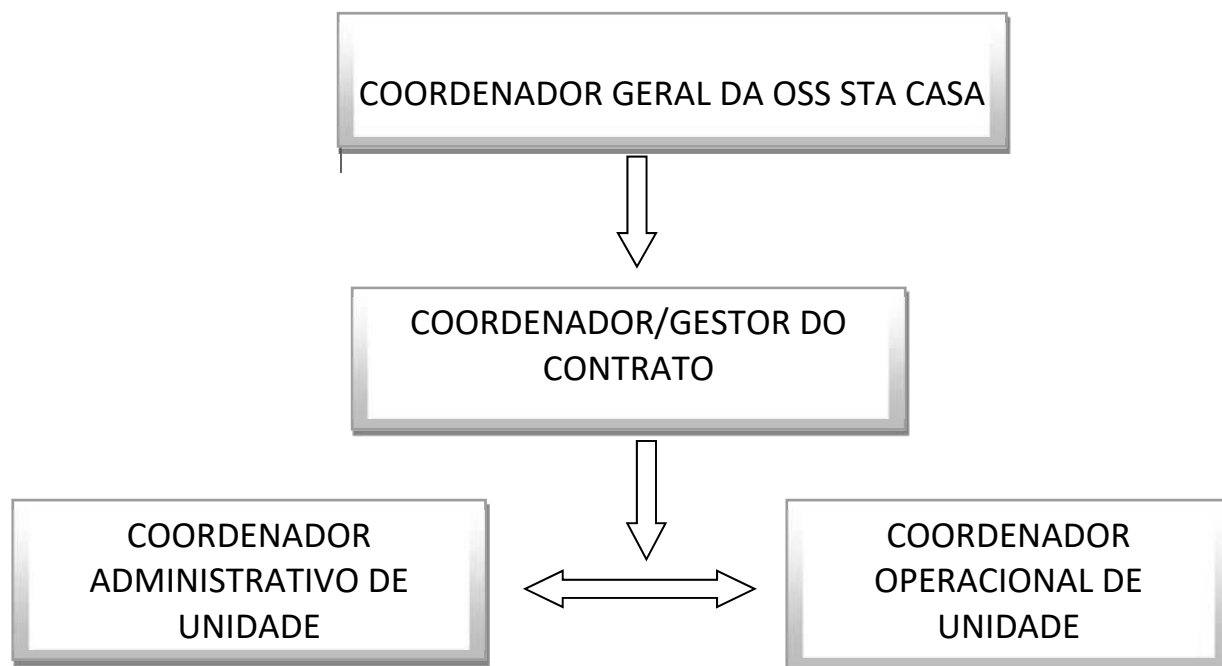 COORDENADOR GERAL DA OSS STA CASA
COORDENADOR/GESTOR DO
CONTRATO
COORDENADOR
ADMINISTRATIVO DE
UNIDADE
COORDENADOR
OPERACIONAL DE
UNIDADE